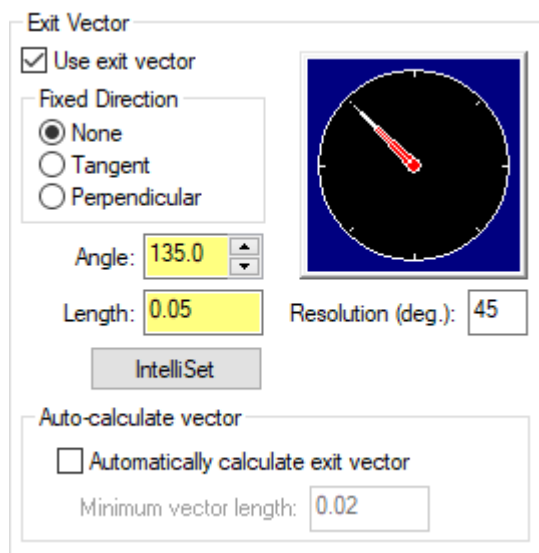 Exit Vector
Use exit vector
Fixed Direction
None
Tangent
Perpendicular
Angle: 135.0
Length: 0.05
Resolution (deg.): 45
IntelliSet
Auto-calculate vector
Automatically calculate exit vector
Minimum vector length: 0.02